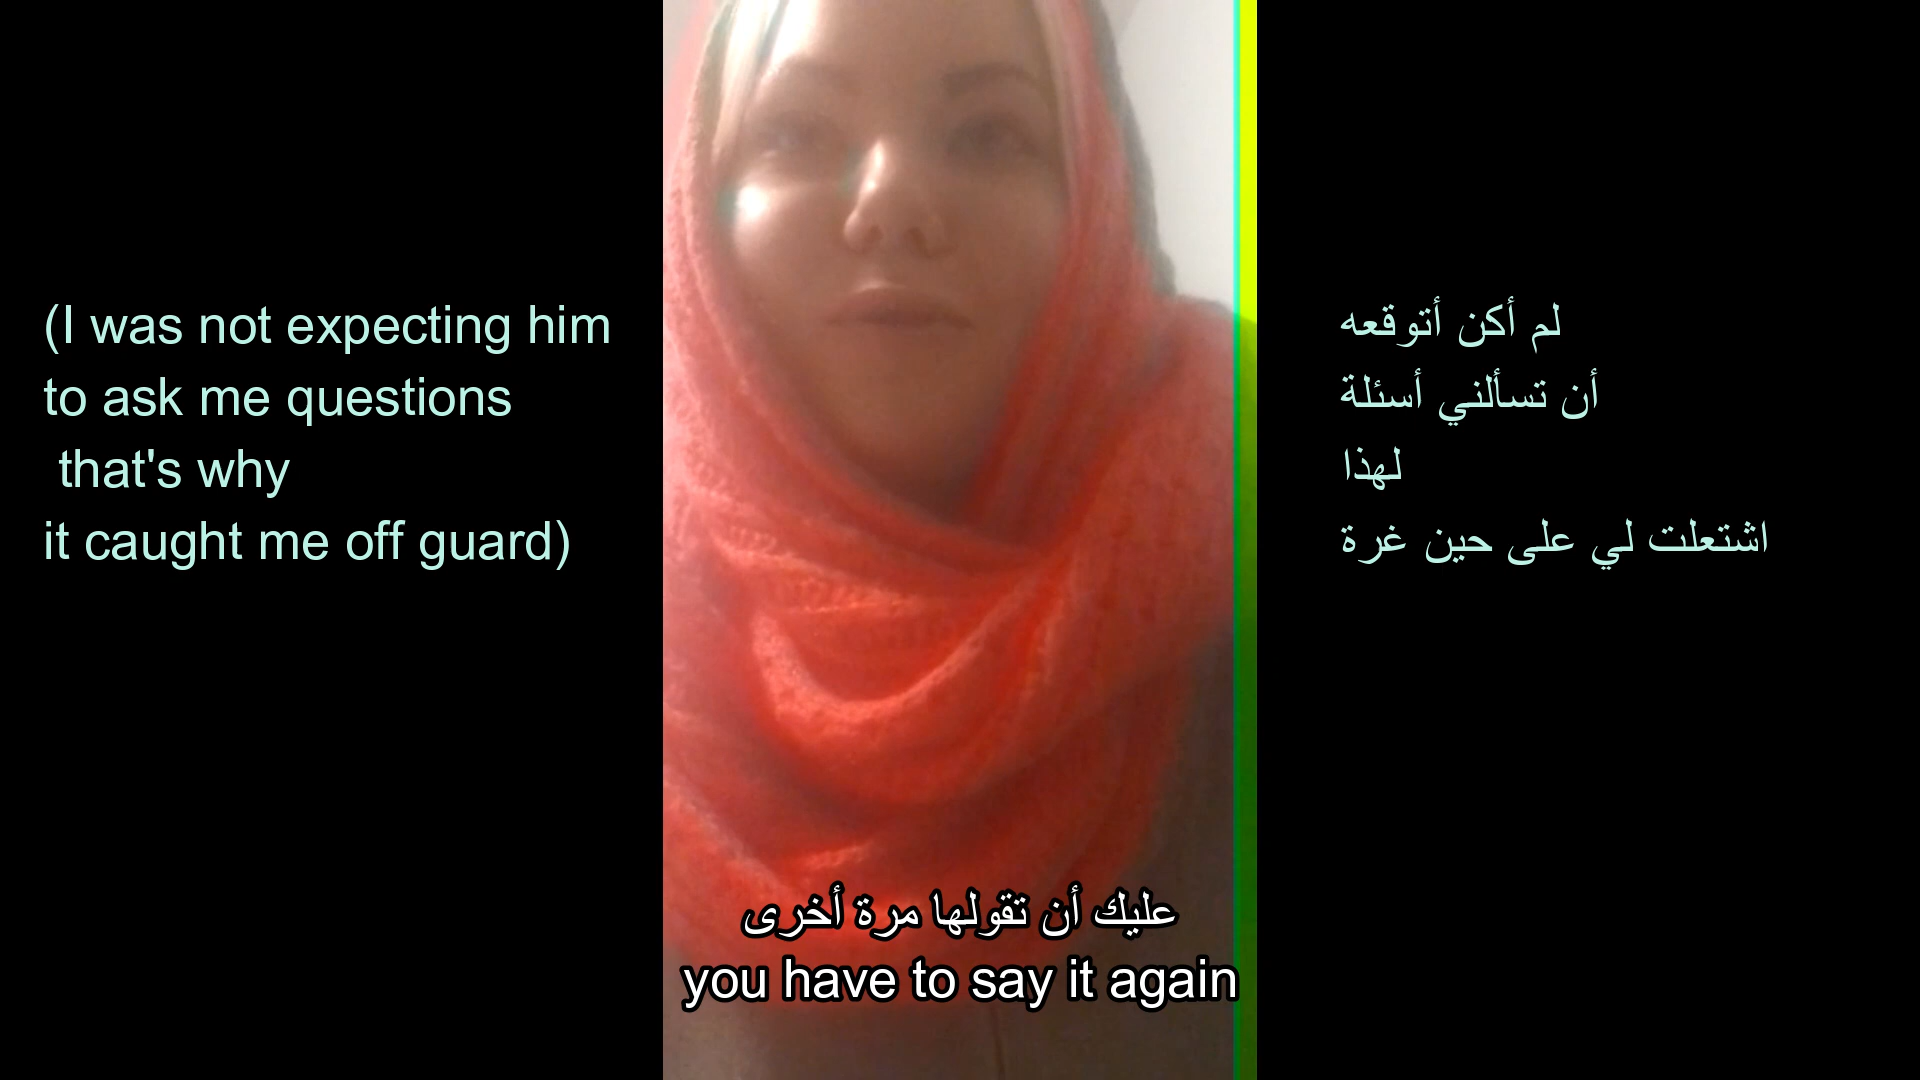 (I was not expecting him
to ask me questions
that's why
it caught me off guard)
لم أكن أتوقعه
أن تسألني أسئلة
لهذا
اشتعلت لي على حين غرة
عليك أن تقولها مرة أخرى
you have to say it again